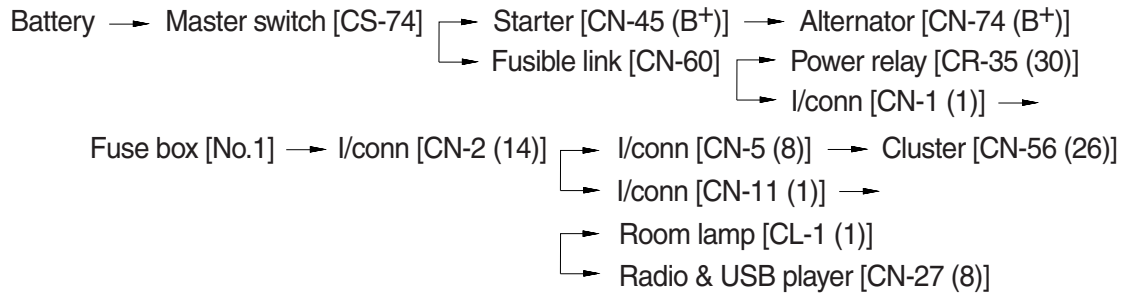 Battery → Master switch [CS-74] → Starter [CN-45 (B⁺)] → Alternator [CN-74 (B⁺)]
→ Fusible link [CN-60] → Power relay [CR-35 (30)]
→ I/conn [CN-1 (1)] →
Fuse box [No.1] → I/conn [CN-2 (14)] → I/conn [CN-5 (8)] → Cluster [CN-56 (26)]
→ I/conn [CN-11 (1)] →
→ Room lamp [CL-1 (1)]
→ Radio & USB player [CN-27 (8)]